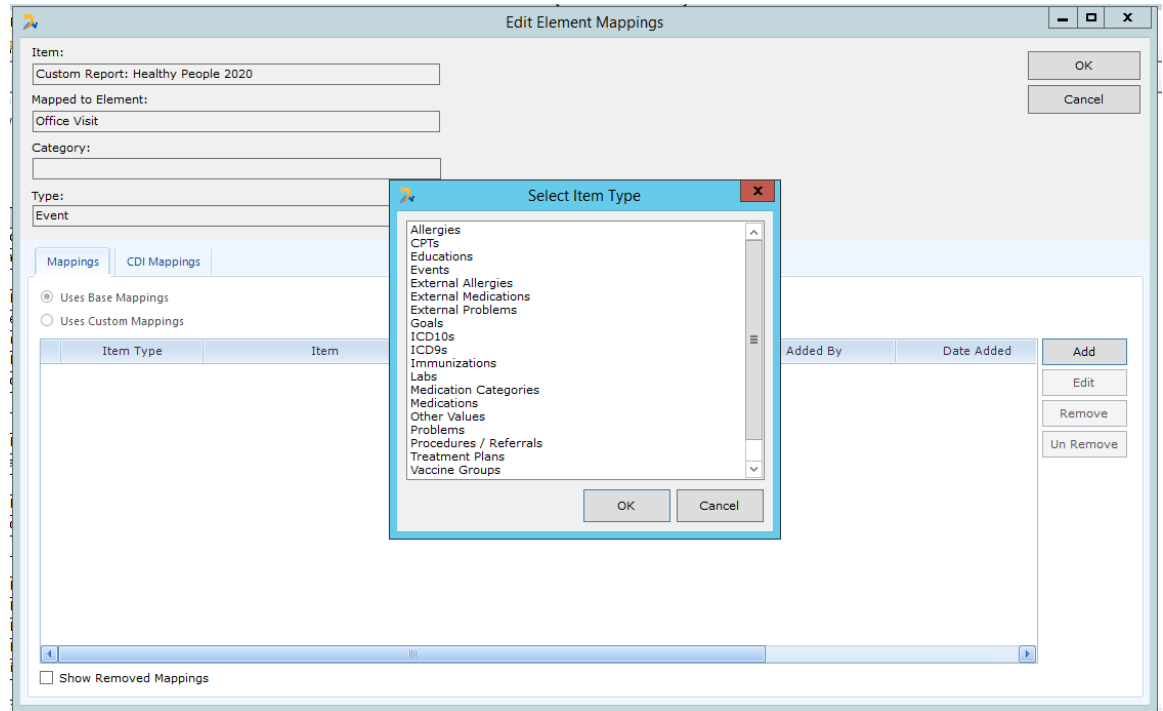 Edit Element Mappings
Item:
Custom Report: Healthy People 2020
OK
Mapped to Element:
Cancel
Office Visit
Category:
Type:
Event
Select Item Type
Allergies
CPTs
Educations
Events
External Allergies
External Medications
External Problems
Goals
ICD10s
ICD9s
Immunizations
Labs
Medication Categories
Medications
Other Values
Problems
Procedures / Referrals
Treatment Plans
Vaccine Groups
OK Cancel
Mappings CDI Mappings
Uses Base Mappings
Uses Custom Mappings
Item Type Item Added By Date Added
Add
Edit
Remove
Un Remove
Show Removed Mappings